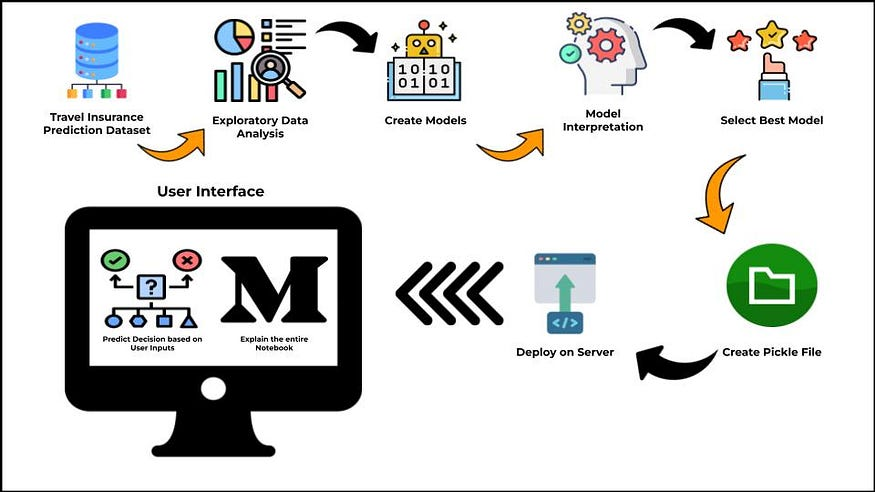 Travel Insurance
Prediction Dataset
Exploratory Data
Analysis
10 10
01 01
Create Models
Model
Interpretation
Select Best Model
User Interface
?
Predict Decision based on
User Inputs
M
Explain the entire
Notebook
</>
Deploy on Server
Create Pickle File